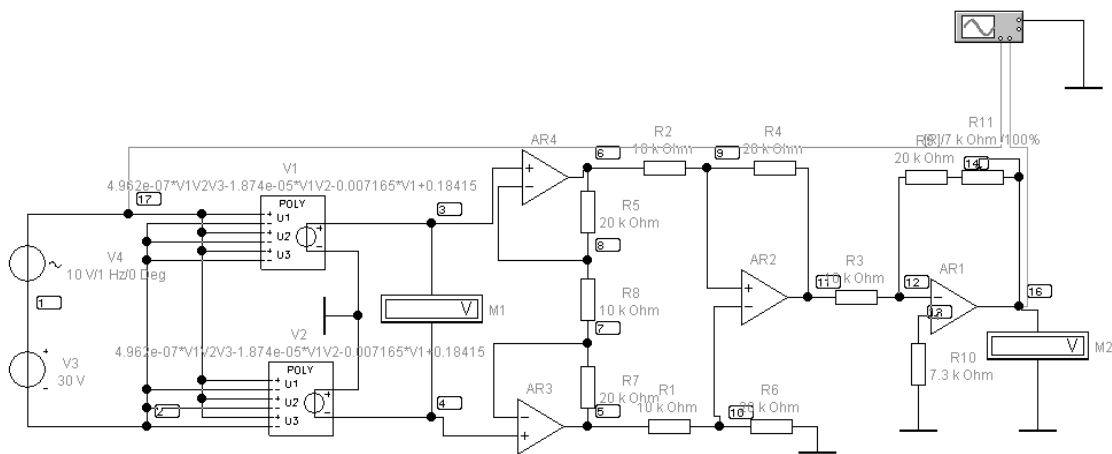 R11
[R]/7 k Ohm /100%
R2
10 k Ohm
R4
20 k Ohm
20 k Ohm
AR4
6
9
14
V1
4.962e-07*V1V2V3-1.874e-05*V1V2-0.007165*V1+0.18415
17
POLY
U1
U2
U3
3
R5
20 k Ohm
8
V4
10 V/1 Hz/0 Deg
AR2
R3
10 k Ohm
AR1
11
12
16
1
R8
10 k Ohm
V
M1
13
V2
4.962e-07*V1V2V3-1.874e-05*V1V2-0.007165*V1+0.18415
7
V3
30 V
POLY
U1
U2
U3
R10
7.3 k Ohm
V
M2
R7
20 k Ohm
AR3
R1
10 k Ohm
R6
20 k Ohm
2
4
5
10